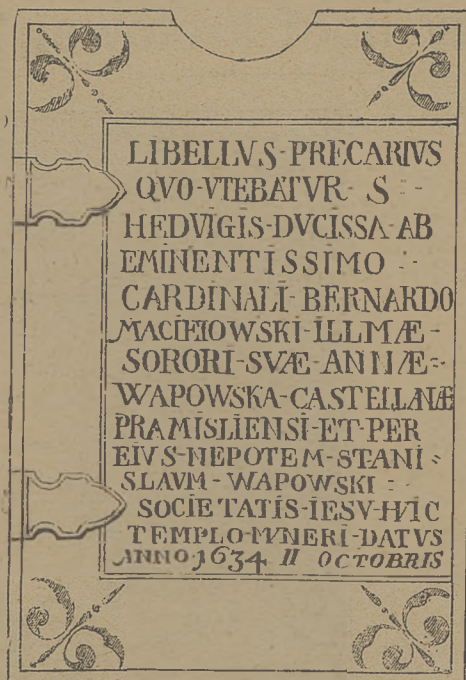 LIBELLVS-PRECARIVS
QVO-VTEBATVR-S
HEDVIGIS-DVCISSA-AB
EMINENTISSIMO
CARDINALI-BERNARDO
MACIEIOWSKI-ILLMÆ-
SORORI-SVÆ-ANNÆ-
WAPOWSKA-CASTELLANÆ
PRAMISLIENSI-ET-PER
EIVS-NEPOTEM-STANI=
SLAVM-WAPOWSKI
SOCIETATIS-IESV-HVIC
TEMPLO-MVNERI-DATVS
ANNO 1634 II OCTOBRIS